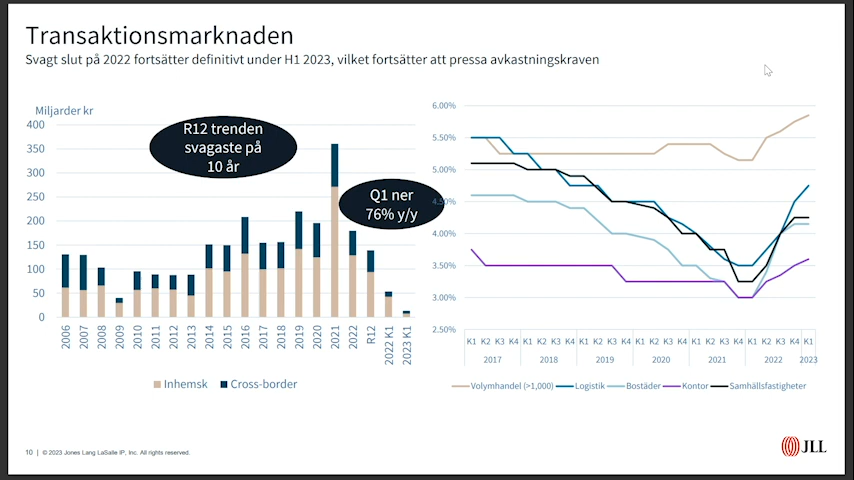 Transaktionsmarknaden
Svagt slut på 2022 fortsätter definitivt under H1 2023, vilket fortsätter att pressa avkastningskraven
Miljarder kr
400
350
300
250
200
150
100
50
0
2006
2007
2008
2009
2010
2011
2012
2013
2014
2015
2016
2017
2018
2019
2020
2021
2022
R12
2022 K1
2023 K1
R12 trenden
svagaste på
10 år
Q1 ner
76% y/y
Inhemsk Cross-border
6.00%
5.50%
5.00%
4.50%
4.00%
3.50%
3.00%
2.50%
K1 K2 K3 K4 K1 K2 K3 K4 K1 K2 K3 K4 K1 K2 K3 K4 K1 K2 K3 K4 K1 K2 K3 K4 K1
2017 2018 2019 2020 2021 2022 2023
Volymhandel (>1,000) Logistik Bostäder Kontor Samhällsfastigheter
10 | © 2023 Jones Lang LaSalle IP, Inc. All rights reserved.
JLL